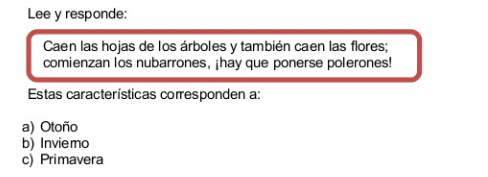 Lee y responde:
Caen las hojas de los árboles y también caen las flores;
comienzan los nubarrones, ¡hay que ponerse polerones!
Estas características corresponden a:
a) Otoño
b) Invierno
c) Primavera